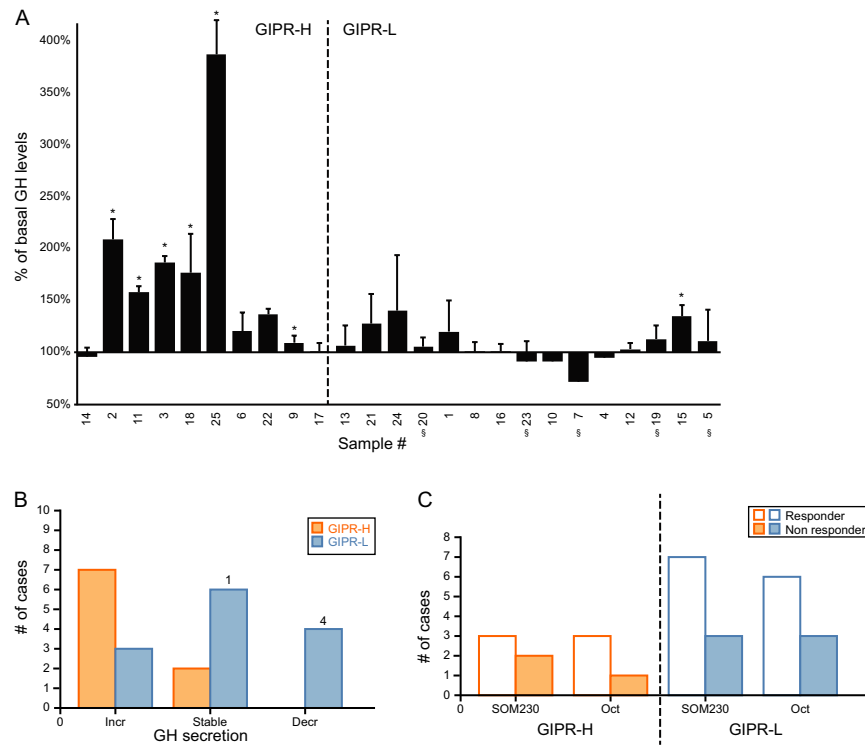 A
GIPR-H
GIPR-L
% of basal GH levels
400%
350%
400%
250%
200%
150%
100%
50%
*
*
*
*
*
*
*
14 2 11 3 18 25 6 22 9 17 13 21 24 20 1 8 16 23 10 7 4 12 19 15 5
§ § § § §
Sample #
B
# of cases
10
9
8
7
6
5
4
3
2
1
0
0
GIPR-H
GIPR-L
1
4
Incr Stable Decr
GH secretion
C
# of cases
8
7
6
5
4
3
2
1
0
0
Responder
Non responder
SOM230 Oct SOM230 Oct
GIPR-H GIPR-L